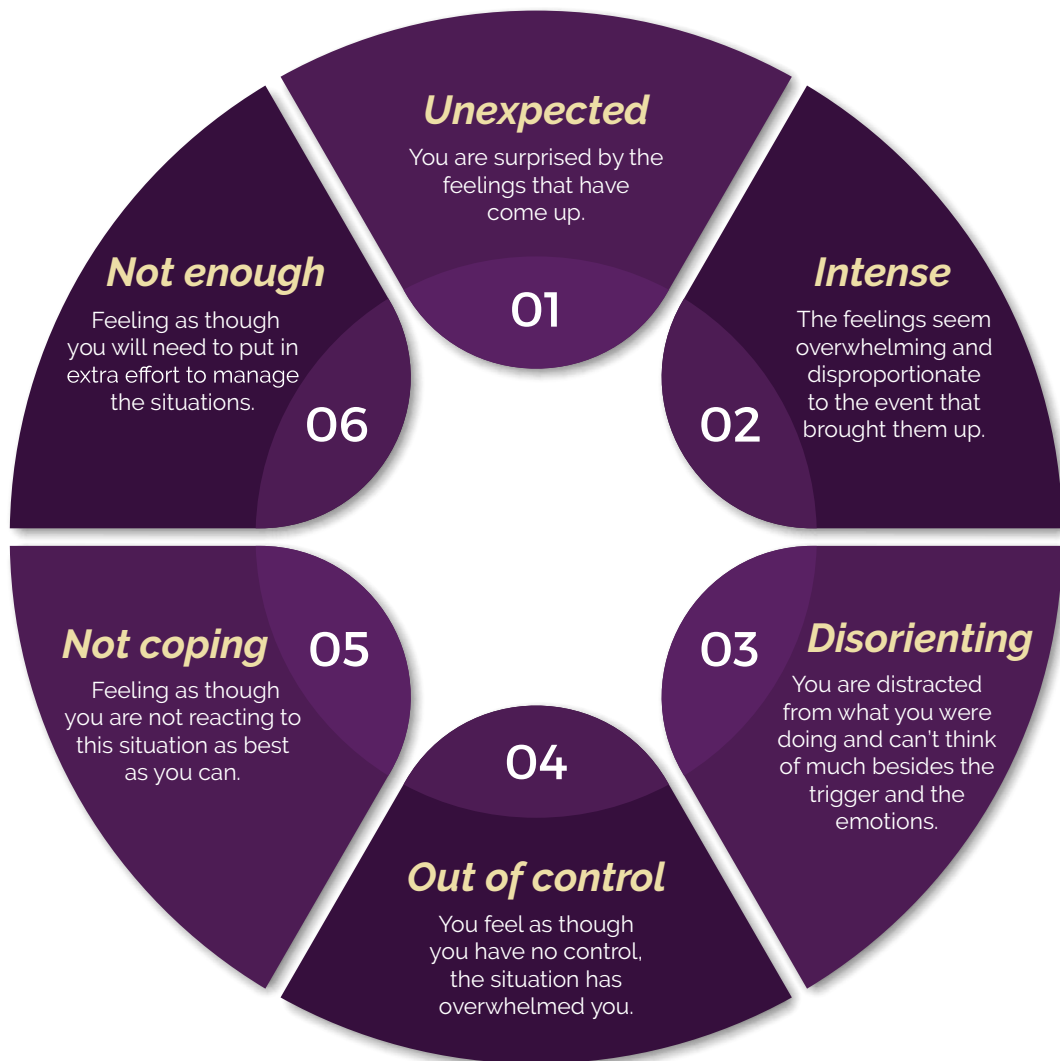 Unexpected
You are surprised by the
feelings that have
come up.
01
Intense
The feelings seem
overwhelming and
disproportionate
to the event that
brought them up.
02
Disorienting
You are distracted
from what you were
doing and can't think
of much besides the
trigger and the
emotions.
03
Out of control
You feel as though
you have no control,
the situation has
overwhelmed you.
04
Not coping
Feeling as though
you are not reacting to
this situation as best
as you can.
05
Not enough
Feeling as though
you will need to put in
extra effort to manage
the situations.
06